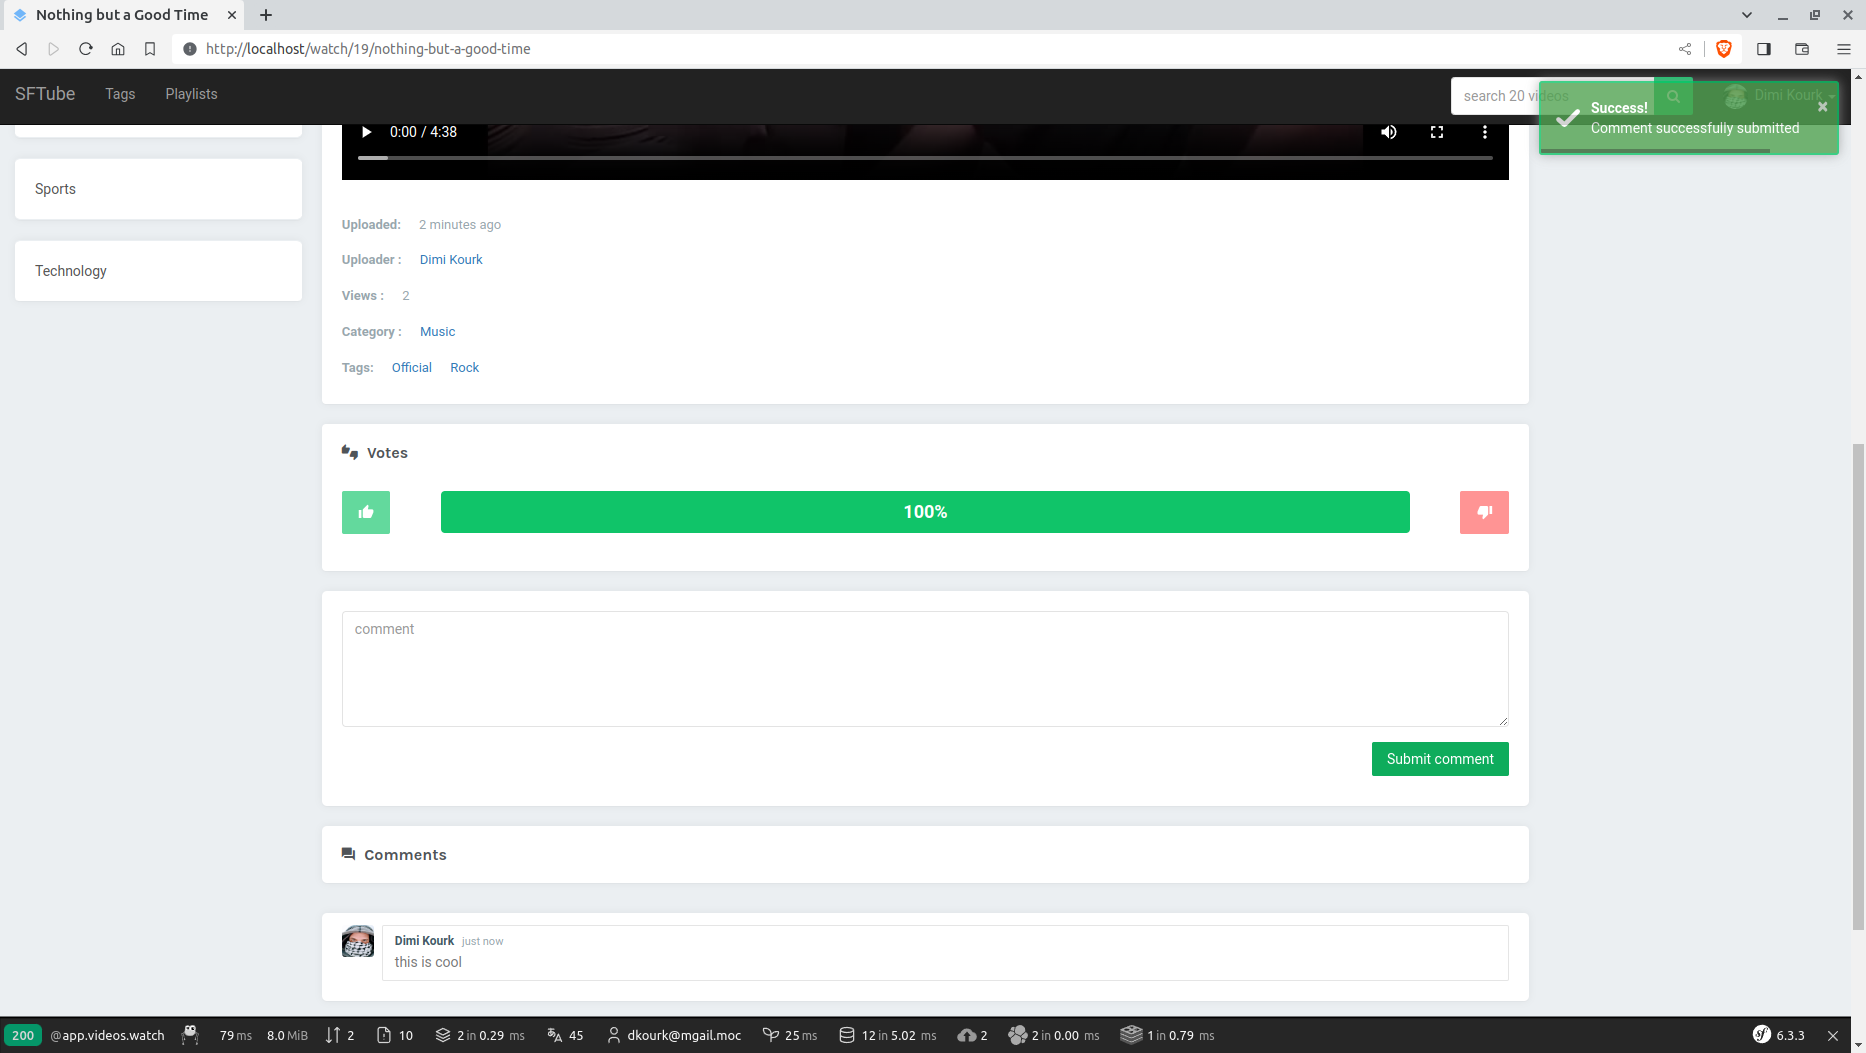 Nothing but a Good Time
http://localhost/watch/19/nothing-but-a-good-time
SFTube Tags Playlists search 20 videos Dimi Kourk
Success!
Comment successfully submitted
0:00 / 4:38
Sports
Technology
Uploaded: 2 minutes ago
Uploader : Dimi Kourk
Views : 2
Category : Music
Tags: Official Rock
Votes
100%
comment
Submit comment
Comments
Dimi Kourk just now
this is cool
200 @app.videos.watch 79 ms 8.0 MiB 2 10 2 in 0.29 ms 45 dkourk@mgail.moc 25 ms 12 in 5.02 ms 2 2 in 0.00 ms 1 in 0.79 ms sf 6.3.3